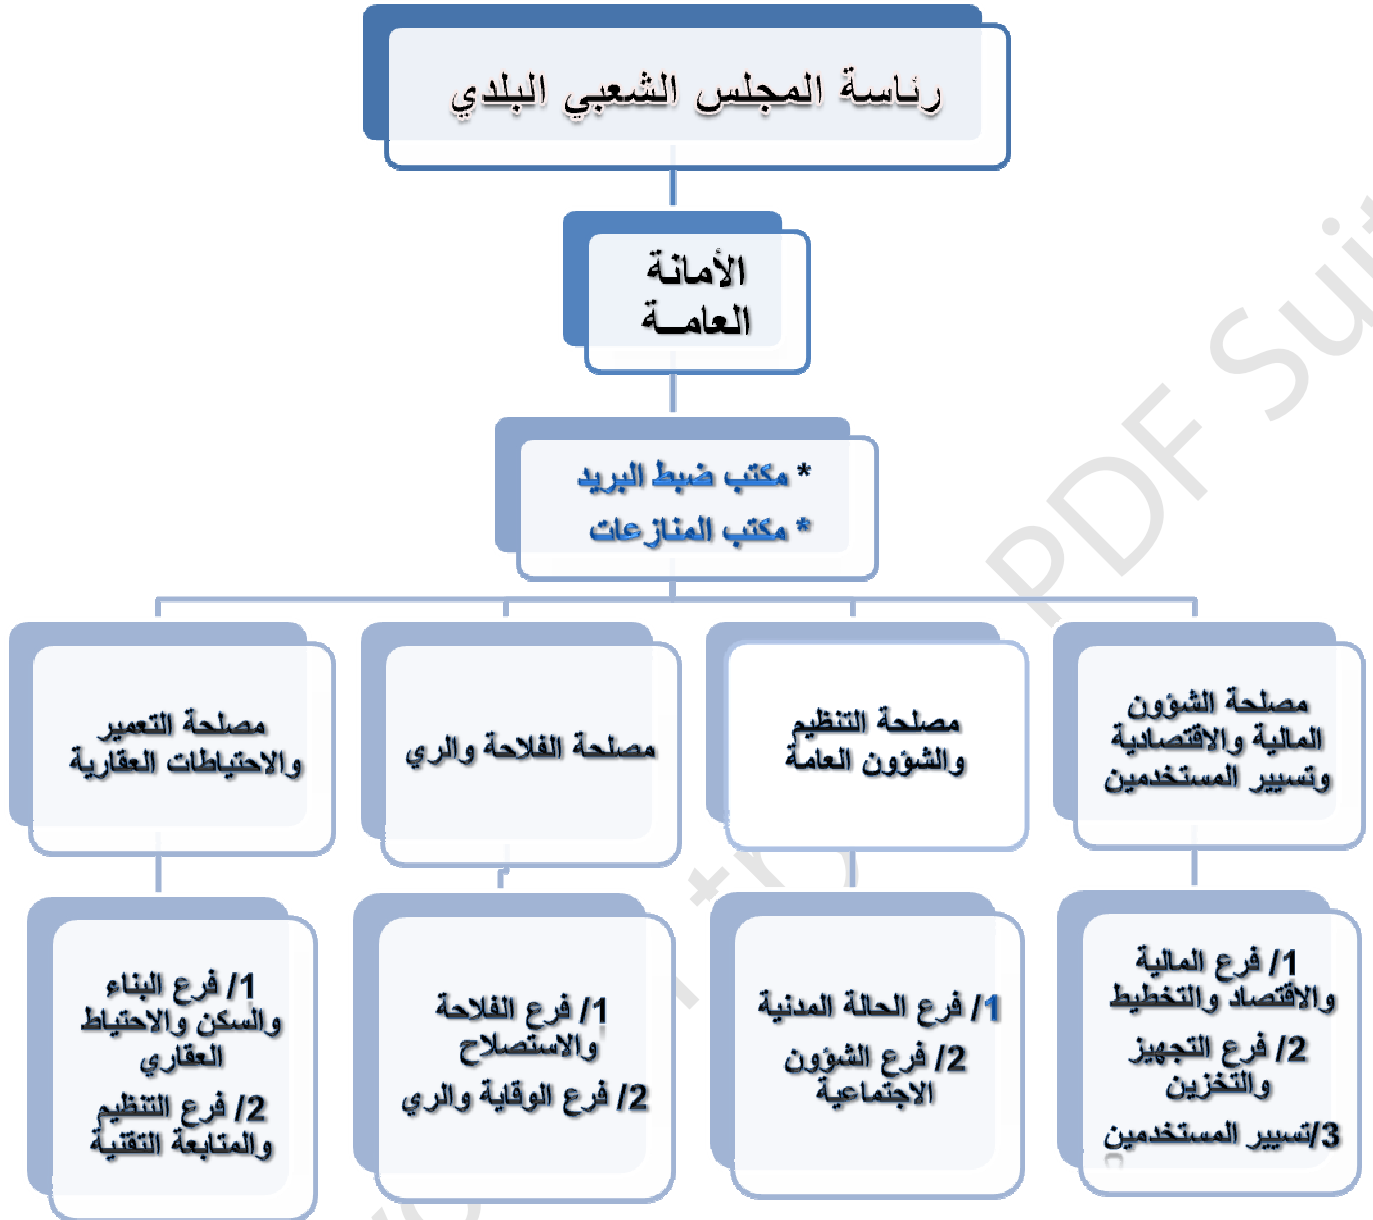 رئاسة المجلس الشعبي البلدي
الأمانة
العامــة
* مكتب ضبط البريد
* مكتب المنازعات
مصلحة الشؤون
المالية والاقتصادية
وتسيير المستخدمين
مصلحة التنظيم
والشؤون العامة
مصلحة الفلاحة والري
مصلحة التعمير
والاحتياطات العقارية
1/ فرع المالية
والاقتصاد والتخطيط
2/ فرع التجهيز
والتخزين
3/تسيير المستخدمين
1/ فرع الحالة المدنية
2/ فرع الشؤون
الاجتماعية
1/ فرع الفلاحة
والاستصلاح
2/ فرع الوقاية والري
1/ فرع البناء
والسكن والاحتياط
العقاري
2/ فرع التنظيم
والمتابعة التقنية
PDF Suit